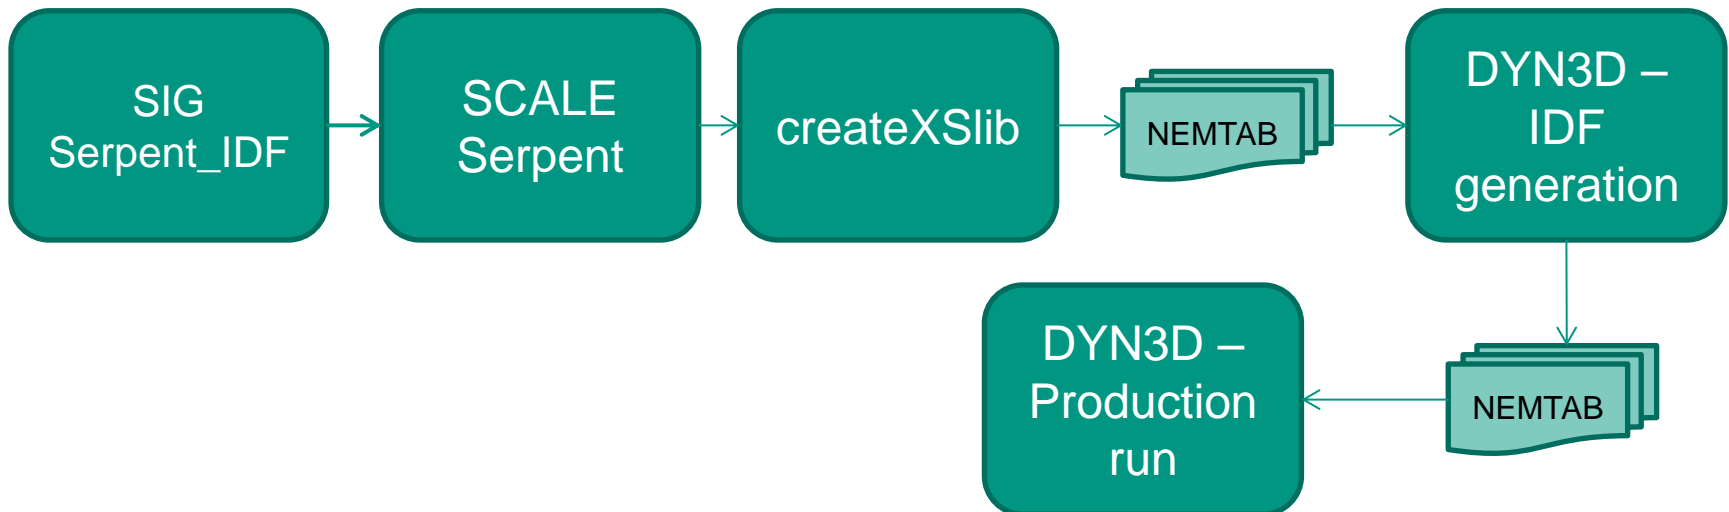 SIG
Serpent_IDF
SCALE
Serpent
createXSlib
NEMTAB
DYN3D –
IDF
generation
DYN3D –
Production
run
NEMTAB